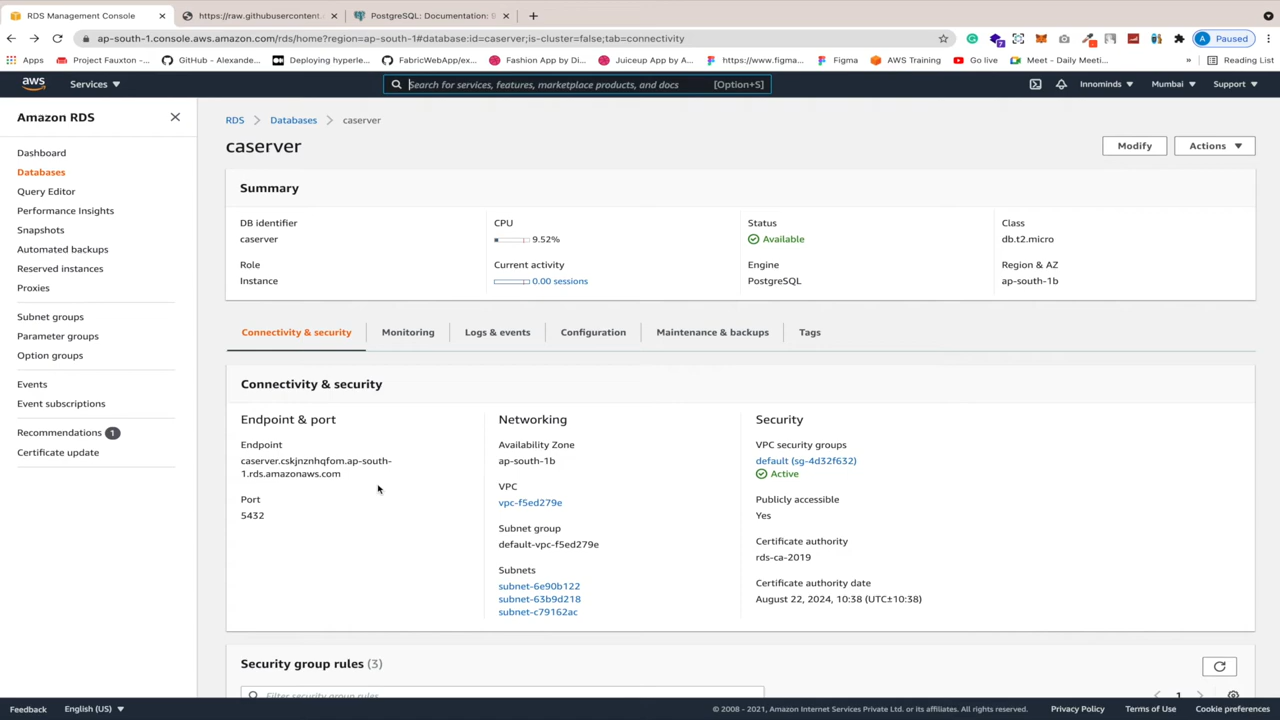 RDS Management Console
https://raw.githubusercontent.
PostgreSQL: Documentation: 9
ap-south-1.console.aws.amazon.com/rds/home?region=ap-south-1#database:id=caserver;is-cluster=false;tab=connectivity
7
A
Paused
Apps
Project Fauxton -...
GitHub - Alexande...
Deploying hyperle...
FabricWebApp/ex...
Fashion App by Di...
Juiceup App by A...
https://www.figma...
Figma
AWS Training
Go live
Meet - Daily Meeti...
»
Reading List
aws
Services
Search for services, features, marketplace products, and docs
[Option+S]
Innominds
Mumbai
Support
Amazon RDS
Dashboard
Databases
Query Editor
Performance Insights
Snapshots
Automated backups
Reserved instances
Proxies
Subnet groups
Parameter groups
Option groups
Events
Event subscriptions
Recommendations 1
Certificate update
RDS > Databases > caserver
caserver
Modify
Actions
Summary
DB identifier
caserver
CPU
9.52%
Status
Available
Class
db.t2.micro
Role
Instance
Current activity
0.00 sessions
Engine
PostgreSQL
Region & AZ
ap-south-1b
Connectivity & security
Monitoring
Logs & events
Configuration
Maintenance & backups
Tags
Connectivity & security
Endpoint & port
Endpoint
caserver.cskjnznhqfom.ap-south-
1.rds.amazonaws.com
Port
5432
Networking
Availability Zone
ap-south-1b
VPC
vpc-f5ed279e
Subnet group
default-vpc-f5ed279e
Subnets
subnet-6e90b122
subnet-63b9d218
subnet-c79162ac
Security
VPC security groups
default (sg-4d32f632)
Active
Publicly accessible
Yes
Certificate authority
rds-ca-2019
Certificate authority date
August 22, 2024, 10:38 (UTC±10:38)
Security group rules (3)
Filter security group rules
1
Feedback
English (US)
© 2008 - 2021, Amazon Internet Services Private Ltd. or its affiliates. All rights reserved.
Privacy Policy
Terms of Use
Cookie preferences